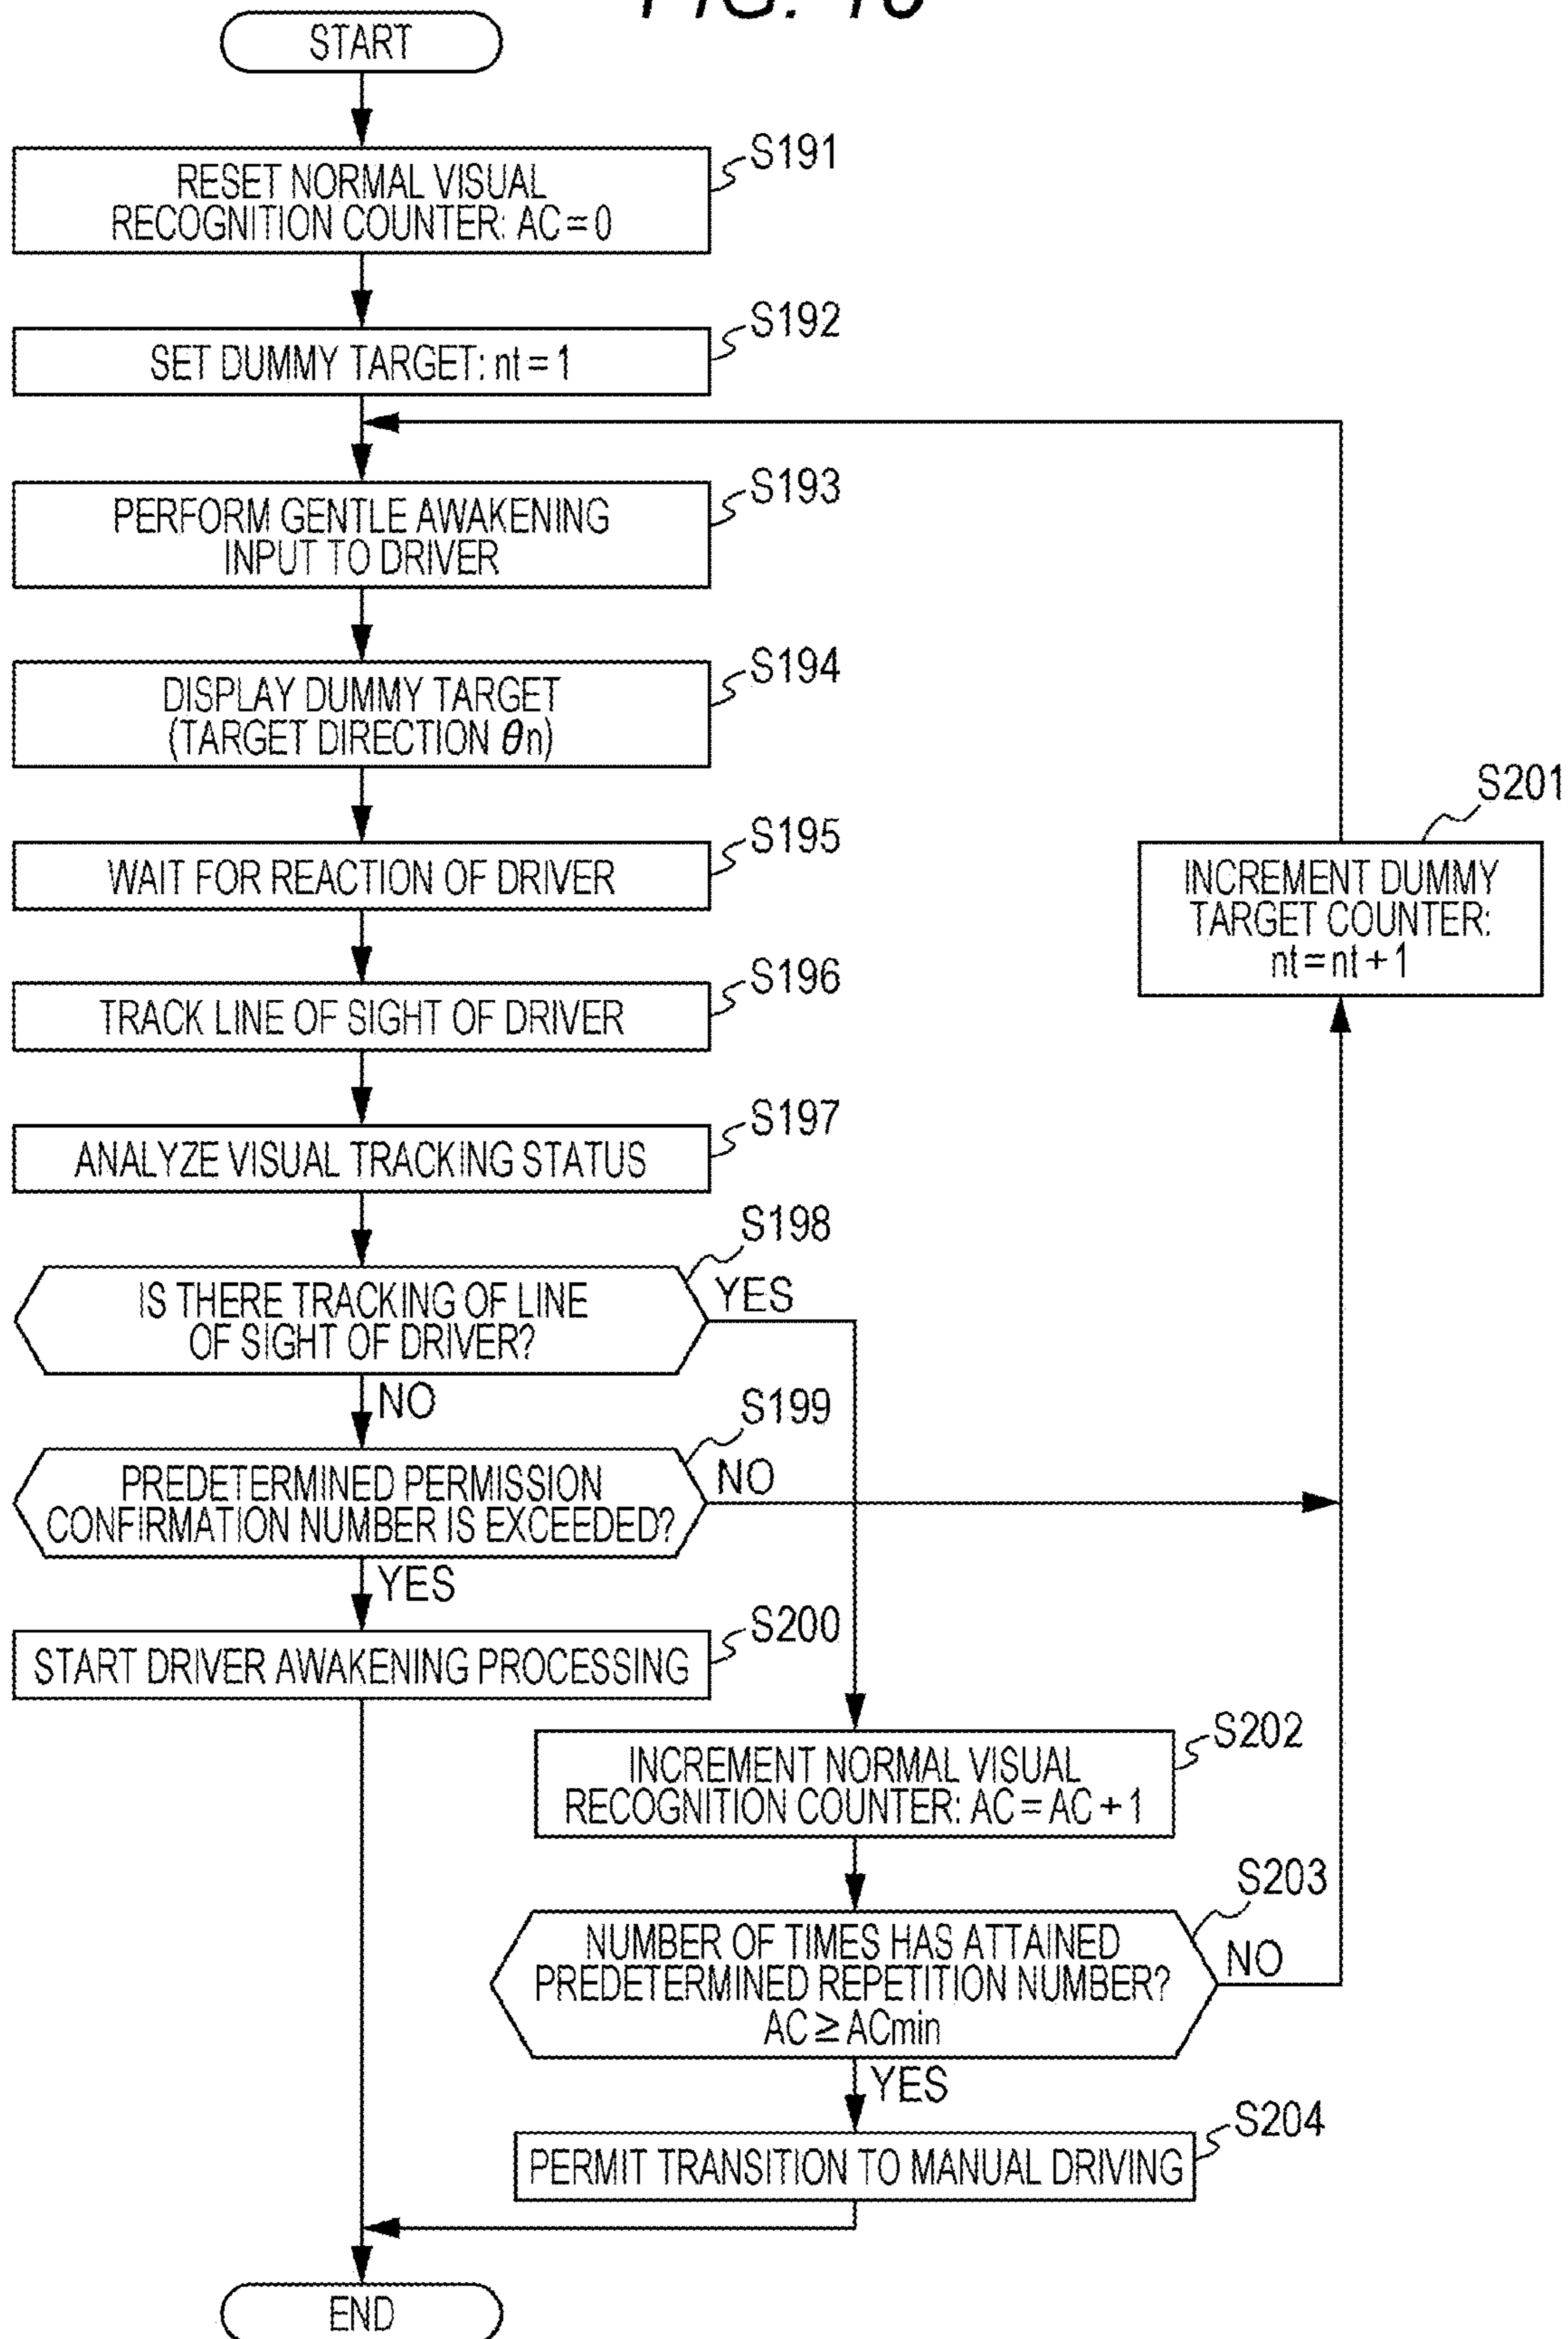 START
S191
RESET NORMAL VISUAL
RECOGNITION COUNTER: AC = 0
S192
SET DUMMY TARGET: nt = 1
S193
PERFORM GENTLE AWAKENING
INPUT TO DRIVER
S194
DISPLAY DUMMY TARGET
(TARGET DIRECTION θn)
S195
WAIT FOR REACTION OF DRIVER
S201
INCREMENT DUMMY
TARGET COUNTER:
nt = nt + 1
S196
TRACK LINE OF SIGHT OF DRIVER
S197
ANALYZE VISUAL TRACKING STATUS
S198
IS THERE TRACKING OF LINE
OF SIGHT OF DRIVER?
YES
NO
S199
PREDETERMINED PERMISSION
CONFIRMATION NUMBER IS EXCEEDED?
NO
YES
S200
START DRIVER AWAKENING PROCESSING
S202
INCREMENT NORMAL VISUAL
RECOGNITION COUNTER: AC = AC + 1
S203
NUMBER OF TIMES HAS ATTAINED
PREDETERMINED REPETITION NUMBER?
AC ≥ ACmin
NO
YES
S204
PERMIT TRANSITION TO MANUAL DRIVING
END